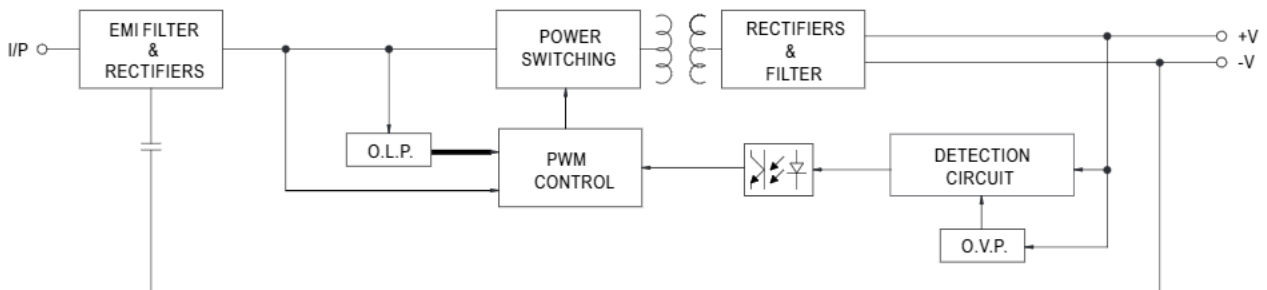 I/P
EMI FILTER
&
RECTIFIERS
POWER
SWITCHING
RECTIFIERS
&
FILTER
+V
-V
O.L.P.
PWM
CONTROL
DETECTION
CIRCUIT
O.V.P.